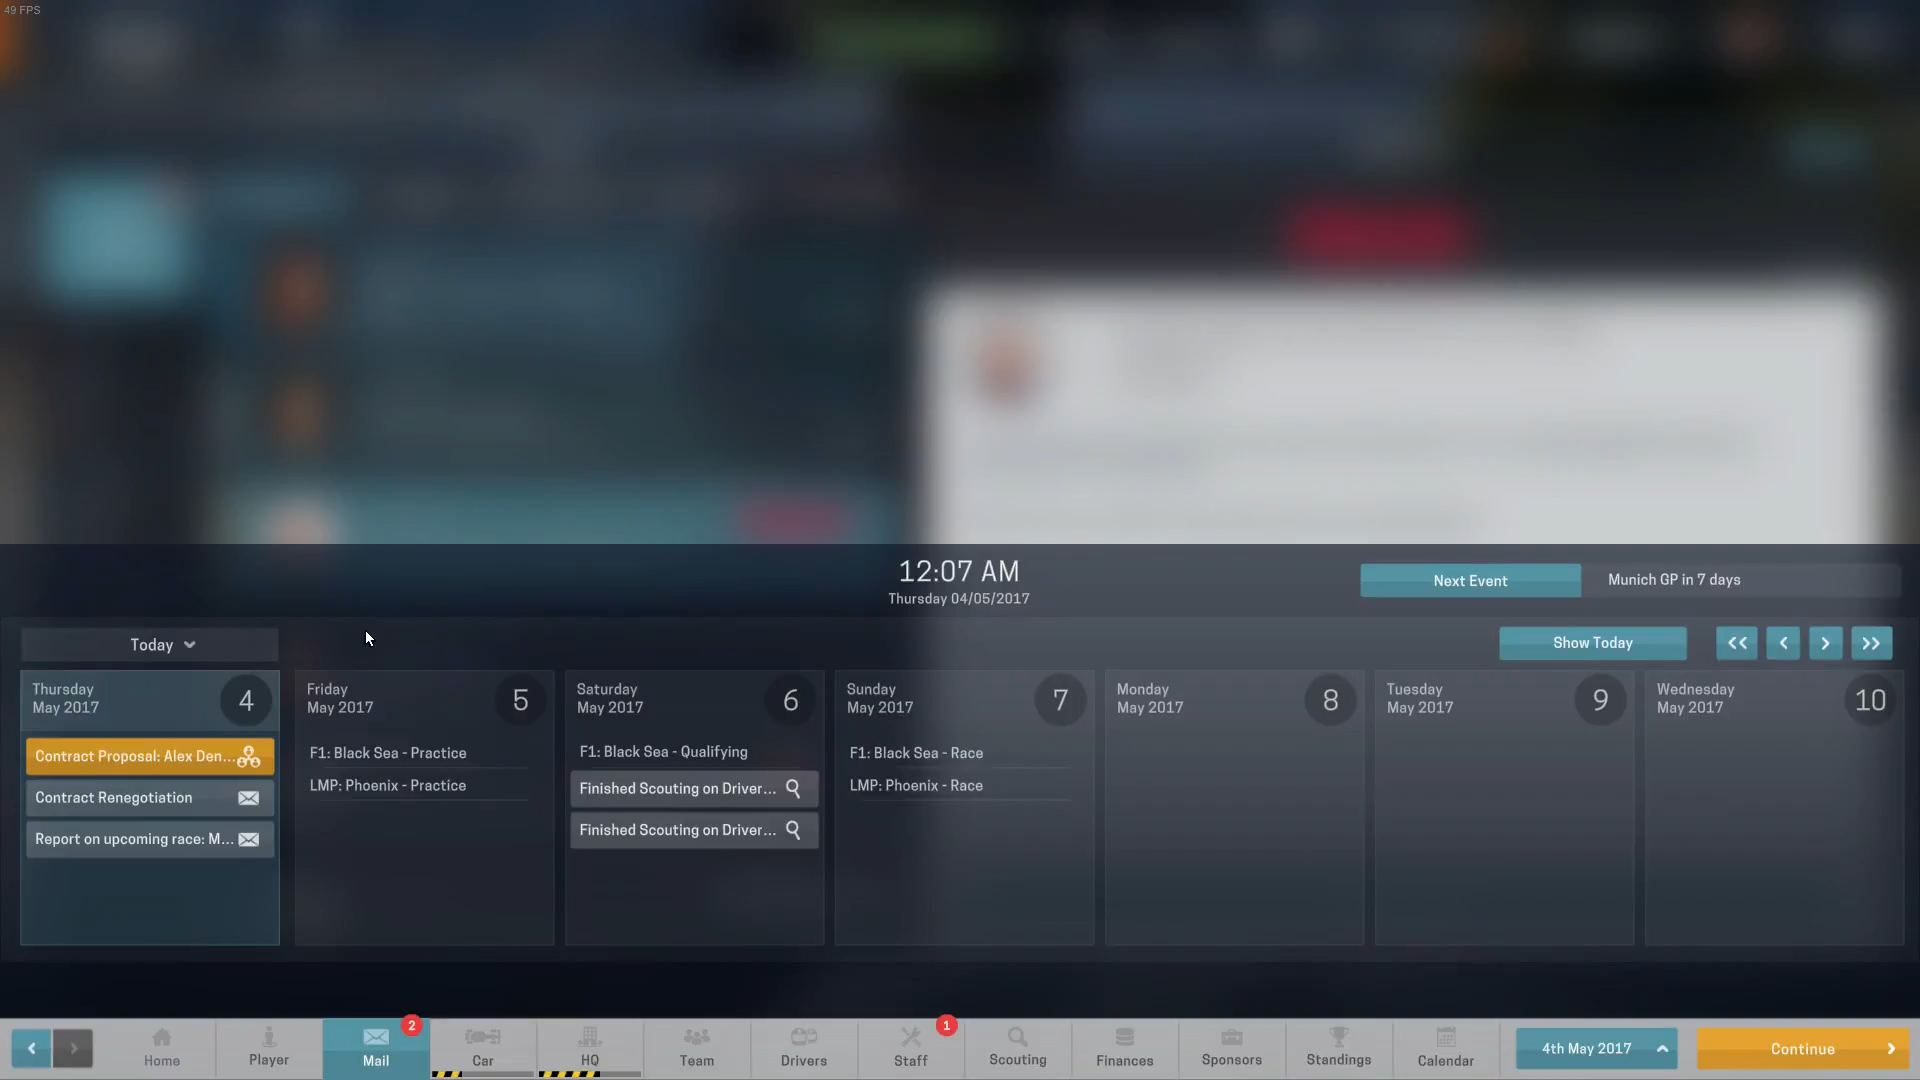 49 FPS
12:07 AM
Thursday 04/05/2017
Next Event
Munich GP in 7 days
Today
Show Today
<<
<
>
>>
Thursday
May 2017
4
Contract Proposal: Alex Den...
Contract Renegotiation
Report on upcoming race: M...
Friday
May 2017
5
F1: Black Sea - Practice
LMP: Phoenix - Practice
Saturday
May 2017
6
F1: Black Sea - Qualifying
Finished Scouting on Driver...
Finished Scouting on Driver...
Sunday
May 2017
7
F1: Black Sea - Race
LMP: Phoenix - Race
Monday
May 2017
8
Tuesday
May 2017
9
Wednesday
May 2017
10
Home
Player
2
Mail
Car
HQ
Team
Drivers
1
Staff
Scouting
Finances
Sponsors
Standings
Calendar
4th May 2017
Continue